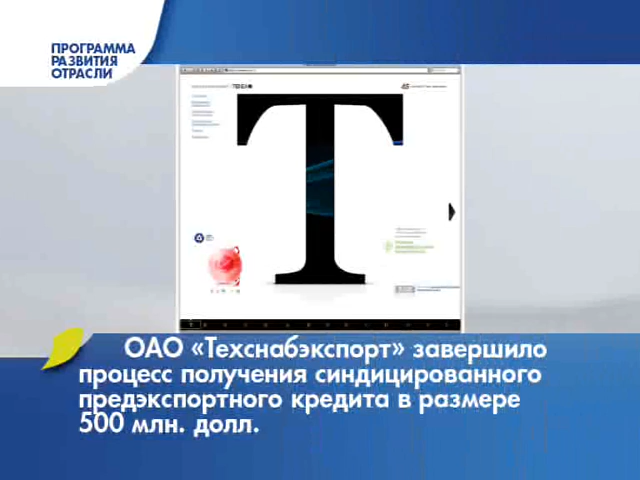 ПРОГРАММА
РАЗВИТИЯ
ОТРАСЛИ
Т
ОАО «Техснабэкспорт» завершило
процесс получения синдицированного
предэкспортного кредита в размере
500 млн. долл.